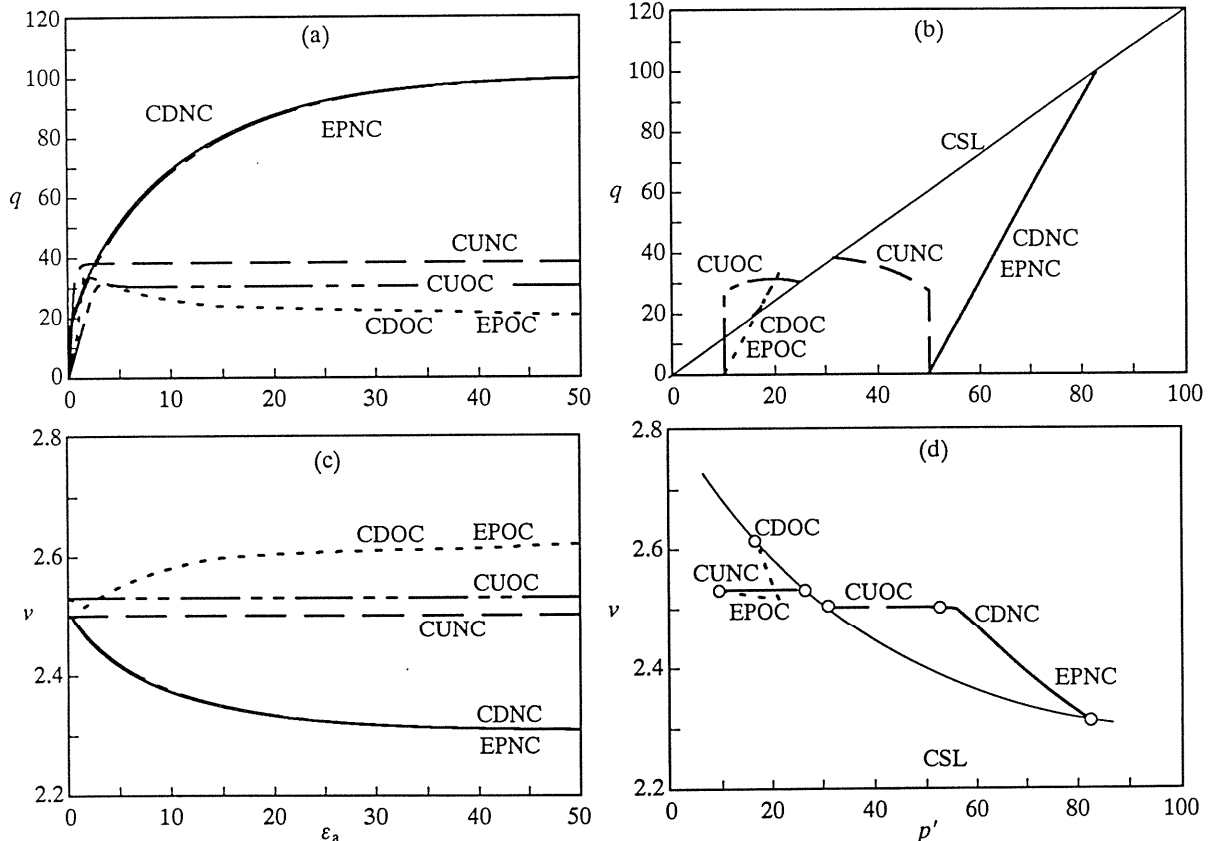 (a)
120
100
80
60
40
20
0
q
CDNC
EPNC
CUNC
CUOC
CDOC
EPOC
0
10
20
30
40
50
(b)
120
100
80
60
40
20
0
CSL
CUNC
CUOC
CDNC
EPNC
CDOC
EPOC
0
20
40
60
80
100
(c)
2.8
2.6
2.4
2.2
v
CDOC
EPOC
CUOC
CUNC
CDNC
EPNC
0
10
20
30
40
50
εa
(d)
2.8
2.6
2.4
2.2
v
CDOC
CUNC
CUOC
EPOC
CDNC
EPNC
CSL
0
20
40
60
80
100
p'